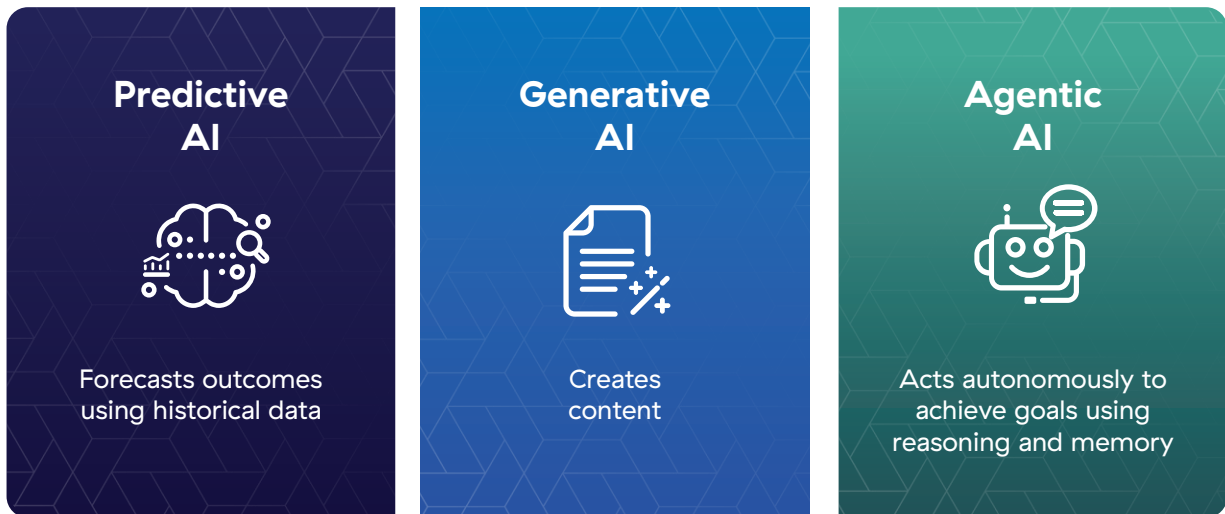 Predictive
AI
Forecasts outcomes
using historical data
Generative
AI
Creates
content
Agentic
AI
Acts autonomously to
achieve goals using
reasoning and memory